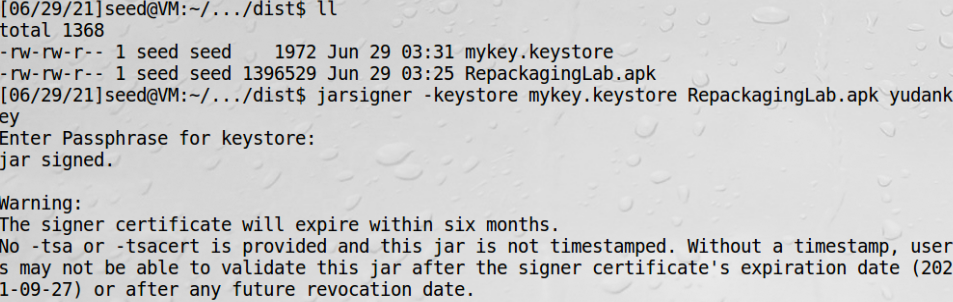 [06/29/21]seed@VM:~/.../dist$ ll
total 1368
-rw-rw-r-- 1 seed seed    1972 Jun 29 03:31 mykey.keystore
-rw-rw-r-- 1 seed seed 1396529 Jun 29 03:25 RepackagingLab.apk
[06/29/21]seed@VM:~/.../dist$ jarsigner -keystore mykey.keystore RepackagingLab.apk yudank
ey
Enter Passphrase for keystore:
jar signed.

Warning:
The signer certificate will expire within six months.
No -tsa or -tsacert is provided and this jar is not timestamped. Without a timestamp, user
s may not be able to validate this jar after the signer certificate's expiration date (202
1-09-27) or after any future revocation date.